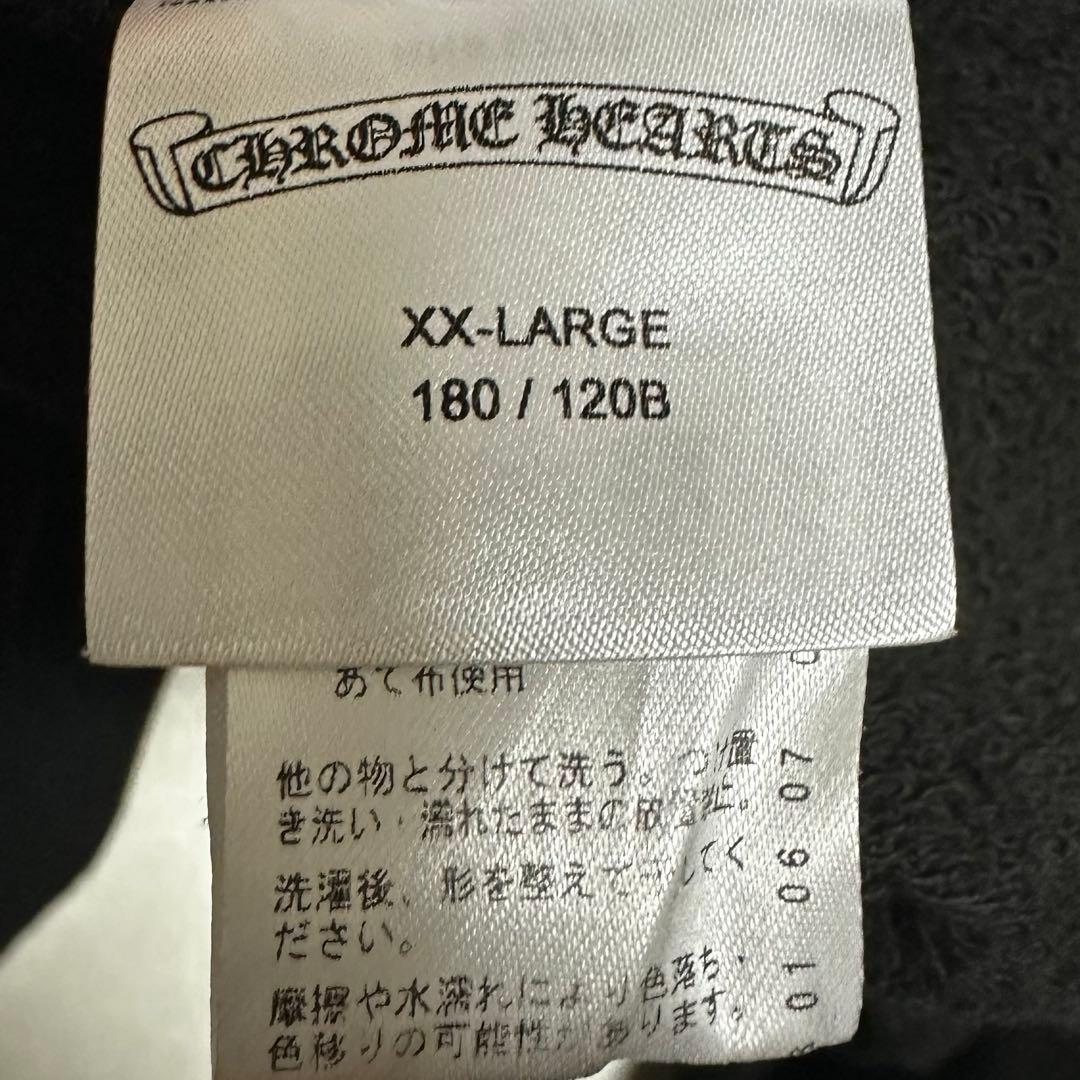 CHROME HEARTS
XX-LARGE
180 / 120B
あて布使用
他の物と分けて洗う。つけ置
き洗い・濡れたままの放置禁止。
洗濯後、形を整えて干してく
ださい。
摩擦や水濡れにより色落ち・
色移りの可能性があります。
01 06 07